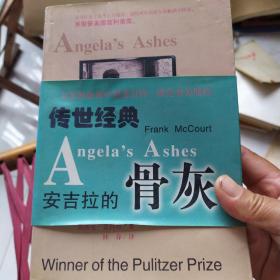 Angela's Ashes
传世经典
Frank McCourt
Angela's Ashes
安吉拉的
骨灰
Winner of the Pulitzer Prize